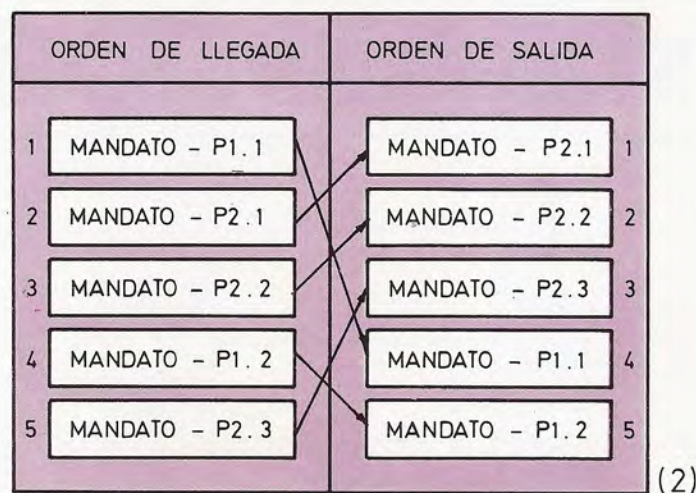 ORDEN DE LLEGADA ORDEN DE SALIDA
1 MANDATO - P1.1 MANDATO - P2.1 1
2 MANDATO - P2.1 MANDATO - P2.2 2
3 MANDATO - P2.2 MANDATO - P2.3 3
4 MANDATO - P1.2 MANDATO - P1.1 4
5 MANDATO - P2.3 MANDATO - P1.2 5
(2)